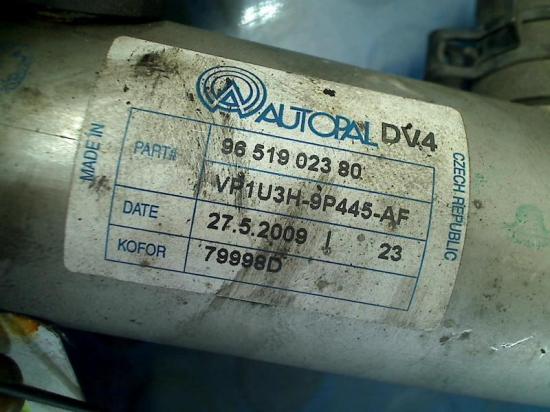 AUTOPAL DV4
MADE IN
CZECH REPUBLIC
PART# 96 519 023 80
VP1U3H-9P445-AF
DATE 27.5.2009 | 23
KOFOR 79998D